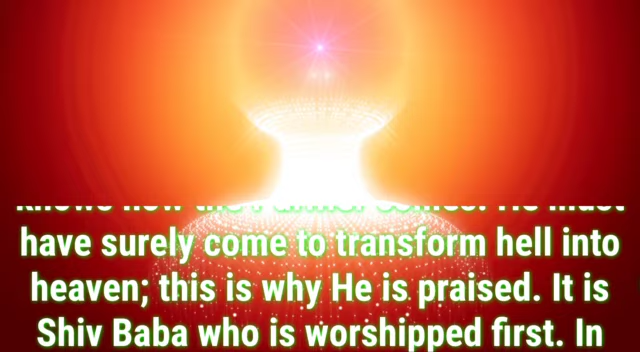 have surely come to transform hell into
heaven; this is why He is praised. It is
Shiv Baba who is worshipped first. In